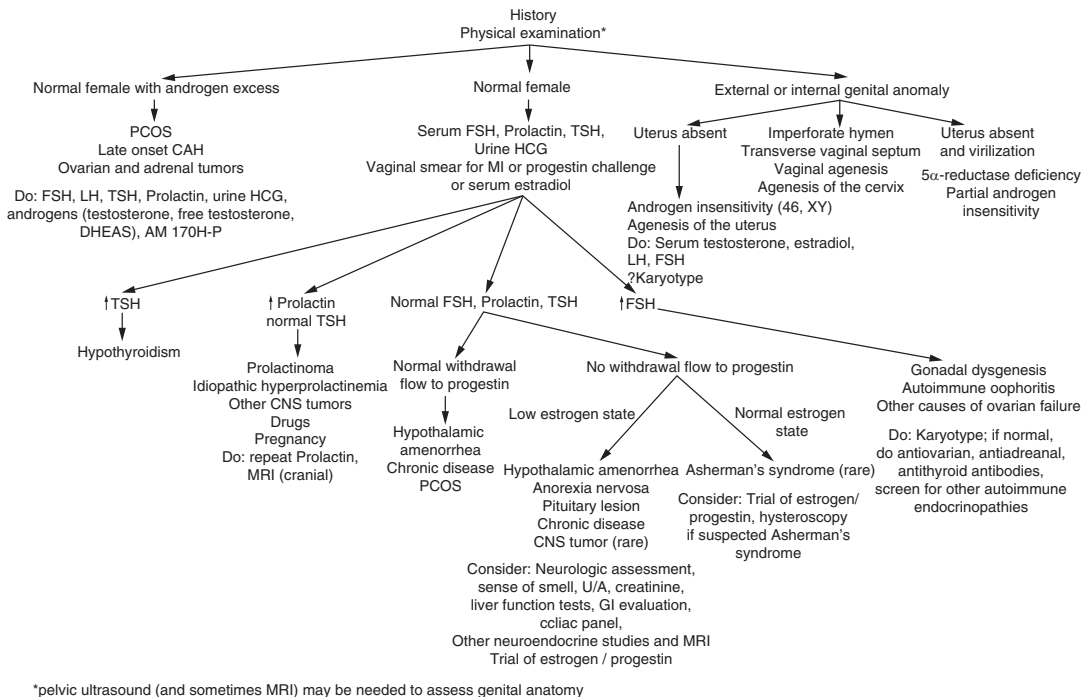 History
Physical examination*
Normal female with androgen excess
PCOS
Late onset CAH
Ovarian and adrenal tumors
Do: FSH, LH, TSH, Prolactin, urine HCG,
androgens (testosterone, free testosterone,
DHEAS), AM 170H-P
Normal female
Serum FSH, Prolactin, TSH,
Urine HCG
Vaginal smear for MI or progestin challenge
or serum estradiol
External or internal genital anomaly
Uterus absent
Androgen insensitivity (46, XY)
Agenesis of the uterus
Do: Serum testosterone, estradiol,
LH, FSH
?Karyotype
Imperforate hymen
Transverse vaginal septum
Vaginal agenesis
Agenesis of the cervix
Uterus absent
and virilization
5α-reductase deficiency
Partial androgen
insensitivity
↑TSH
Hypothyroidism
↑Prolactin
normal TSH
Prolactinoma
Idiopathic hyperprolactinemia
Other CNS tumors
Drugs
Pregnancy
Do: repeat Prolactin,
MRI (cranial)
Normal FSH, Prolactin, TSH
Normal withdrawal
flow to progestin
Hypothalamic
amenorrhea
Chronic disease
PCOS
No withdrawal flow to progestin
Low estrogen state
Hypothalamic amenorrhea
Anorexia nervosa
Pituitary lesion
Chronic disease
CNS tumor (rare)
Consider: Neurologic assessment,
sense of smell, U/A, creatinine,
liver function tests, GI evaluation,
ccliac panel,
Other neuroendocrine studies and MRI
Trial of estrogen / progestin
Normal estrogen
state
Asherman's syndrome (rare)
Consider: Trial of estrogen/
progestin, hysteroscopy
if suspected Asherman's
syndrome
↑FSH
Gonadal dysgenesis
Autoimmune oophoritis
Other causes of ovarian failure
Do: Karyotype; if normal,
do antiovarian, antiadreanal,
antithyroid antibodies,
screen for other autoimmune
endocrinopathies
*pelvic ultrasound (and sometimes MRI) may be needed to assess genital anatomy